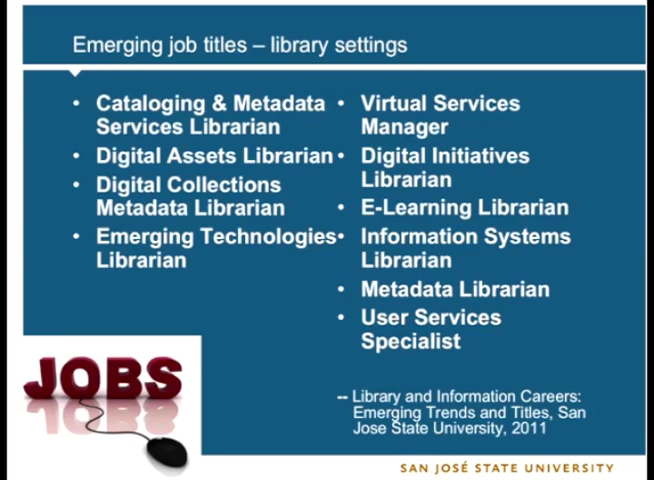 Emerging job titles – library settings
• Cataloging & Metadata
Services Librarian
• Digital Assets Librarian
• Digital Collections
Metadata Librarian
• Emerging Technologies
Librarian
• Virtual Services
Manager
• Digital Initiatives
Librarian
• E-Learning Librarian
• Information Systems
Librarian
• Metadata Librarian
• User Services
Specialist
-- Library and Information Careers:
Emerging Trends and Titles, San
Jose State University, 2011
JOBS
SAN JOSÉ STATE UNIVERSITY